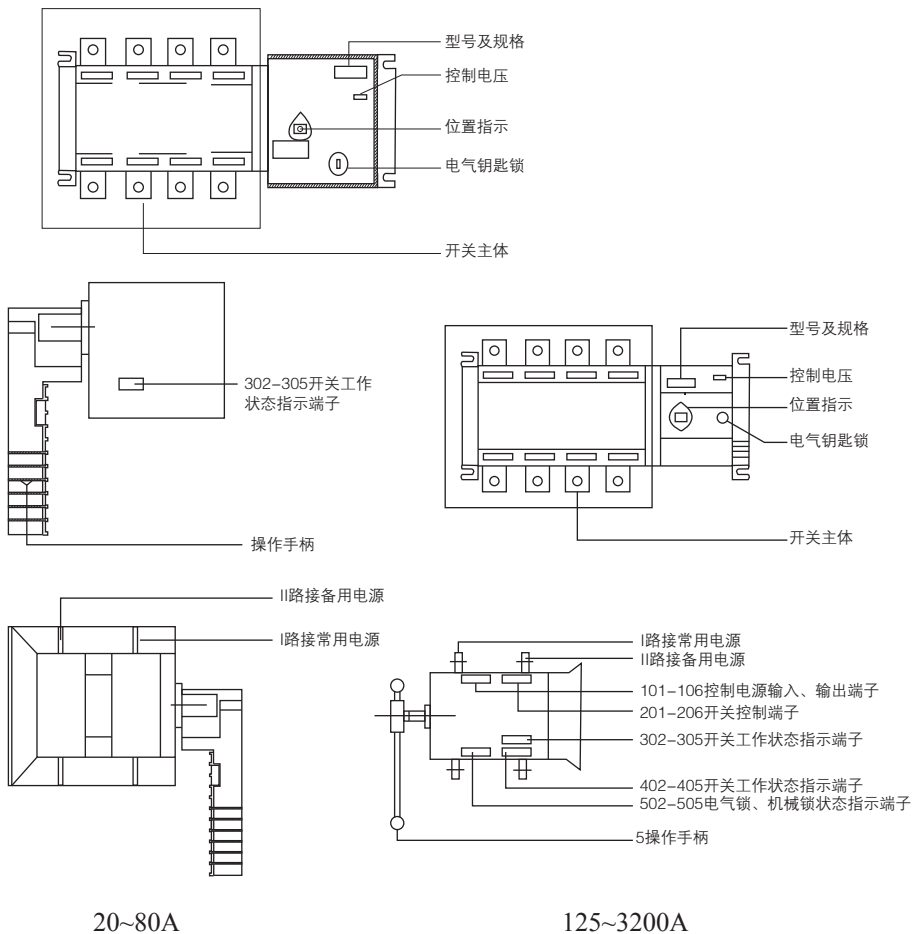 型号及规格
控制电压
位置指示
电气钥匙锁
开关主体
302-305开关工作
状态指示端子
操作手柄
型号及规格
控制电压
位置指示
电气钥匙锁
开关主体
II路接备用电源
I路接常用电源
I路接常用电源
II路接备用电源
101-106控制电源输入、输出端子
201-206开关控制端子
302-305开关工作状态指示端子
402-405开关工作状态指示端子
502-505电气锁、机械锁状态指示端子
5操作手柄
20~80A
125~3200A